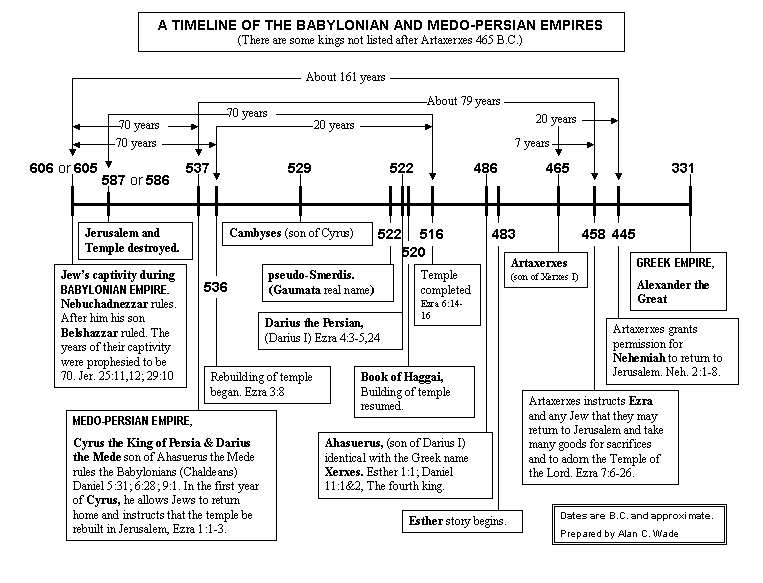 A TIMELINE OF THE BABYLONIAN AND MEDO-PERSIAN EMPIRES
(There are some kings not listed after Artaxerxes 465 B.C.)
About 161 years
About 79 years
70 years
20 years
70 years
20 years
70 years
7 years
606 or 605
587 or 586
537
529
522
486
465
331
536
522
520
516
483
458
445
Jerusalem and
Temple destroyed.
Cambyses (son of Cyrus)
Jew's captivity during
BABYLONIAN EMPIRE.
Nebuchadnezzar rules.
After him his son
Belshazzar ruled. The
years of their captivity
were prophesied to be
70. Jer. 25:11,12; 29:10
pseudo-Smerdis.
(Gaumata real name)
Temple
completed
Ezra 6:14-
16
Artaxerxes
(son of Xerxes I)
GREEK EMPIRE,
Alexander the
Great
Darius the Persian,
(Darius I) Ezra 4:3-5,24
Artaxerxes grants
permission for
Nehemiah to return to
Jerusalem. Neh. 2:1-8.
Rebuilding of temple
began. Ezra 3:8
Book of Haggai,
Building of temple
resumed.
Artaxerxes instructs Ezra
and any Jew that they may
return to Jerusalem and take
many goods for sacrifices
and to adorn the Temple of
the Lord. Ezra 7:6-26.
MEDO-PERSIAN EMPIRE,
Cyrus the King of Persia & Darius
the Mede son of Ahasuerus the Mede
rules the Babylonians (Chaldeans)
Daniel 5:31; 6:28; 9:1. In the first year
of Cyrus, he allows Jews to return
home and instructs that the temple be
rebuilt in Jerusalem, Ezra 1:1-3.
Ahasuerus, (son of Darius I)
identical with the Greek name
Xerxes. Esther 1:1; Daniel
11:1&2, The fourth king.
Esther story begins.
Dates are B.C. and approximate.
Prepared by Alan C. Wade